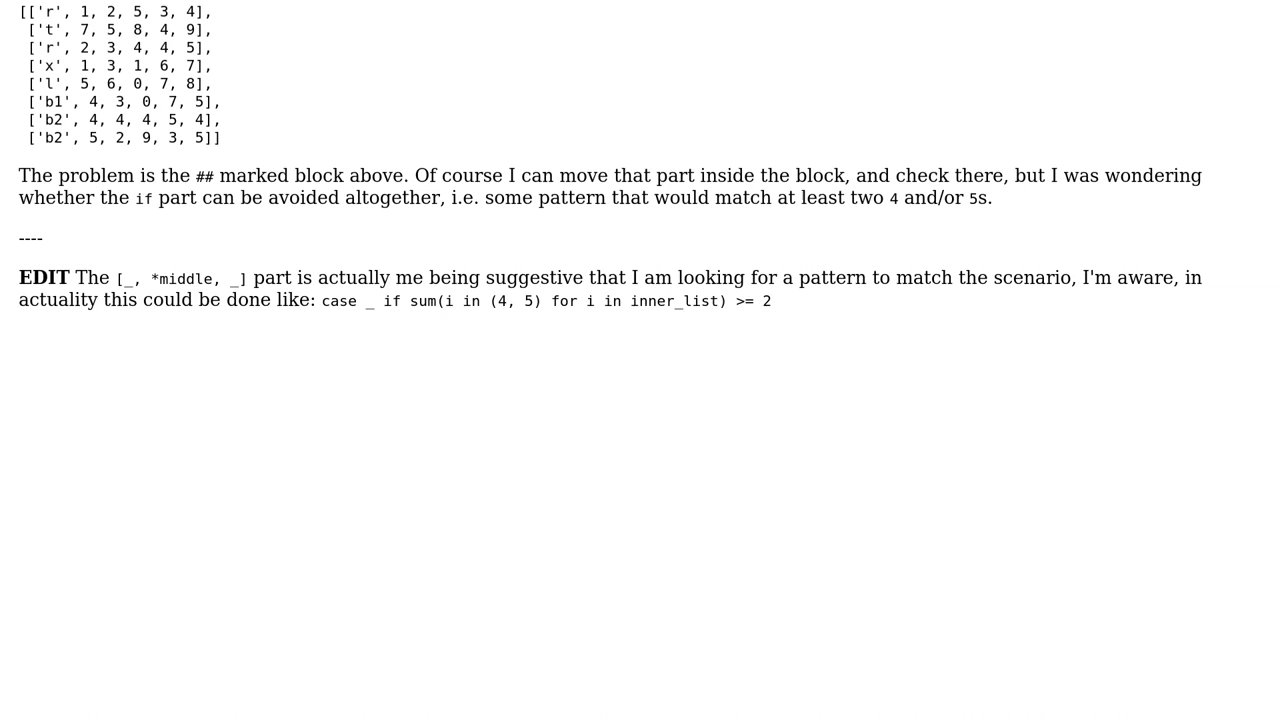 [['r', 1, 2, 5, 3, 4],
 ['t', 7, 5, 8, 4, 9],
 ['r', 2, 3, 4, 4, 5],
 ['x', 1, 3, 1, 6, 7],
 ['l', 5, 6, 0, 7, 8],
 ['b1', 4, 3, 0, 7, 5],
 ['b2', 4, 4, 4, 5, 4],
 ['b2', 5, 2, 9, 3, 5]]
The problem is the ## marked block above. Of course I can move that part inside the block, and check there, but I was wondering
whether the if part can be avoided altogether, i.e. some pattern that would match at least two 4 and/or 5s.
----
EDIT The [_, *middle, _] part is actually me being suggestive that I am looking for a pattern to match the scenario, I'm aware, in
actuality this could be done like: case _ if sum(i in (4, 5) for i in inner_list) >= 2